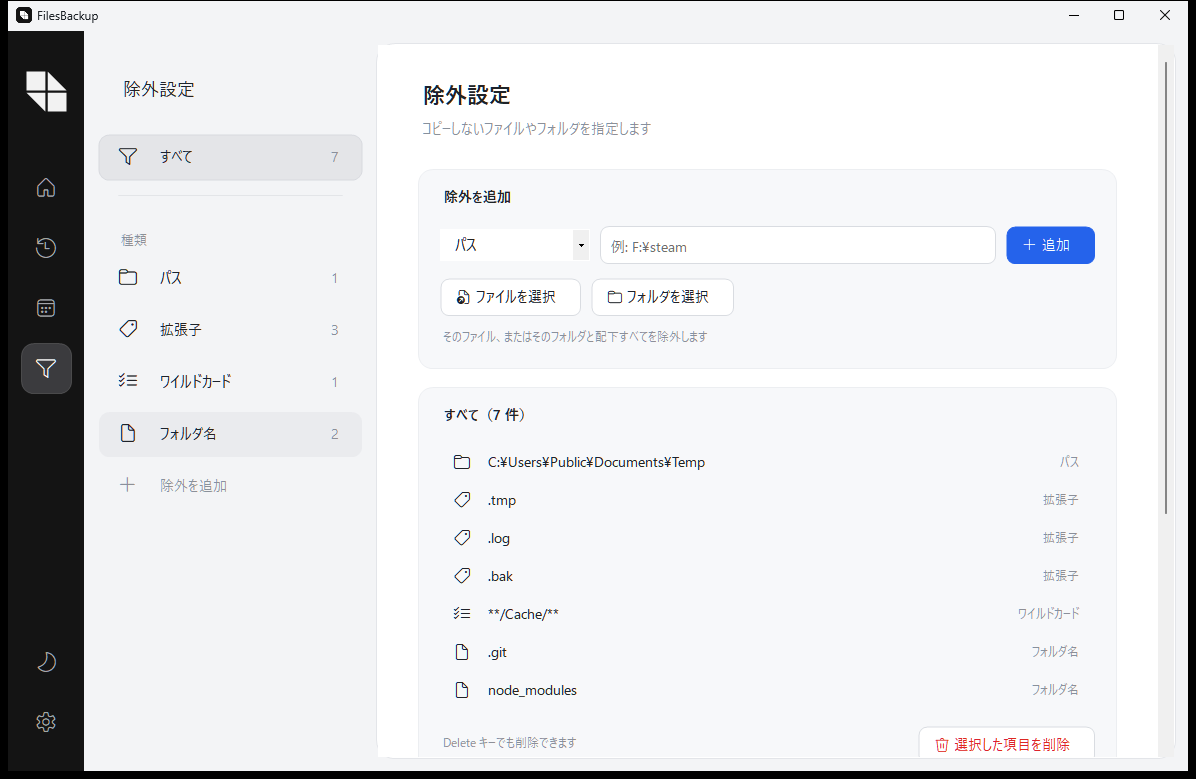 FilesBackup
除外設定
すべて 7
種類
パス 1
拡張子 3
ワイルドカード 1
フォルダ名 2
除外を追加
除外設定
コピーしないファイルやフォルダを指定します
除外を追加
パス
例: F:¥steam
追加
ファイルを選択
フォルダを選択
そのファイル、またはそのフォルダと配下すべてを除外します
すべて（7 件）
C:¥Users¥Public¥Documents¥Temp パス
.tmp 拡張子
.log 拡張子
.bak 拡張子
**/Cache/** ワイルドカード
.git フォルダ名
node_modules フォルダ名
Delete キーでも削除できます
選択した項目を削除